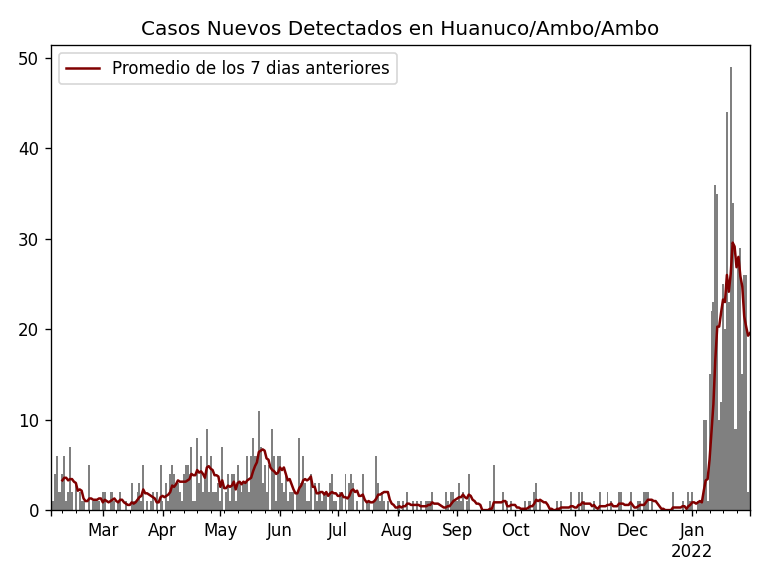 Casos Nuevos Detectados en Huanuco/Ambo/Ambo
Promedio de los 7 dias anteriores
50
40
30
20
10
0
Mar Apr May Jun Jul Aug Sep Oct Nov Dec Jan
2022